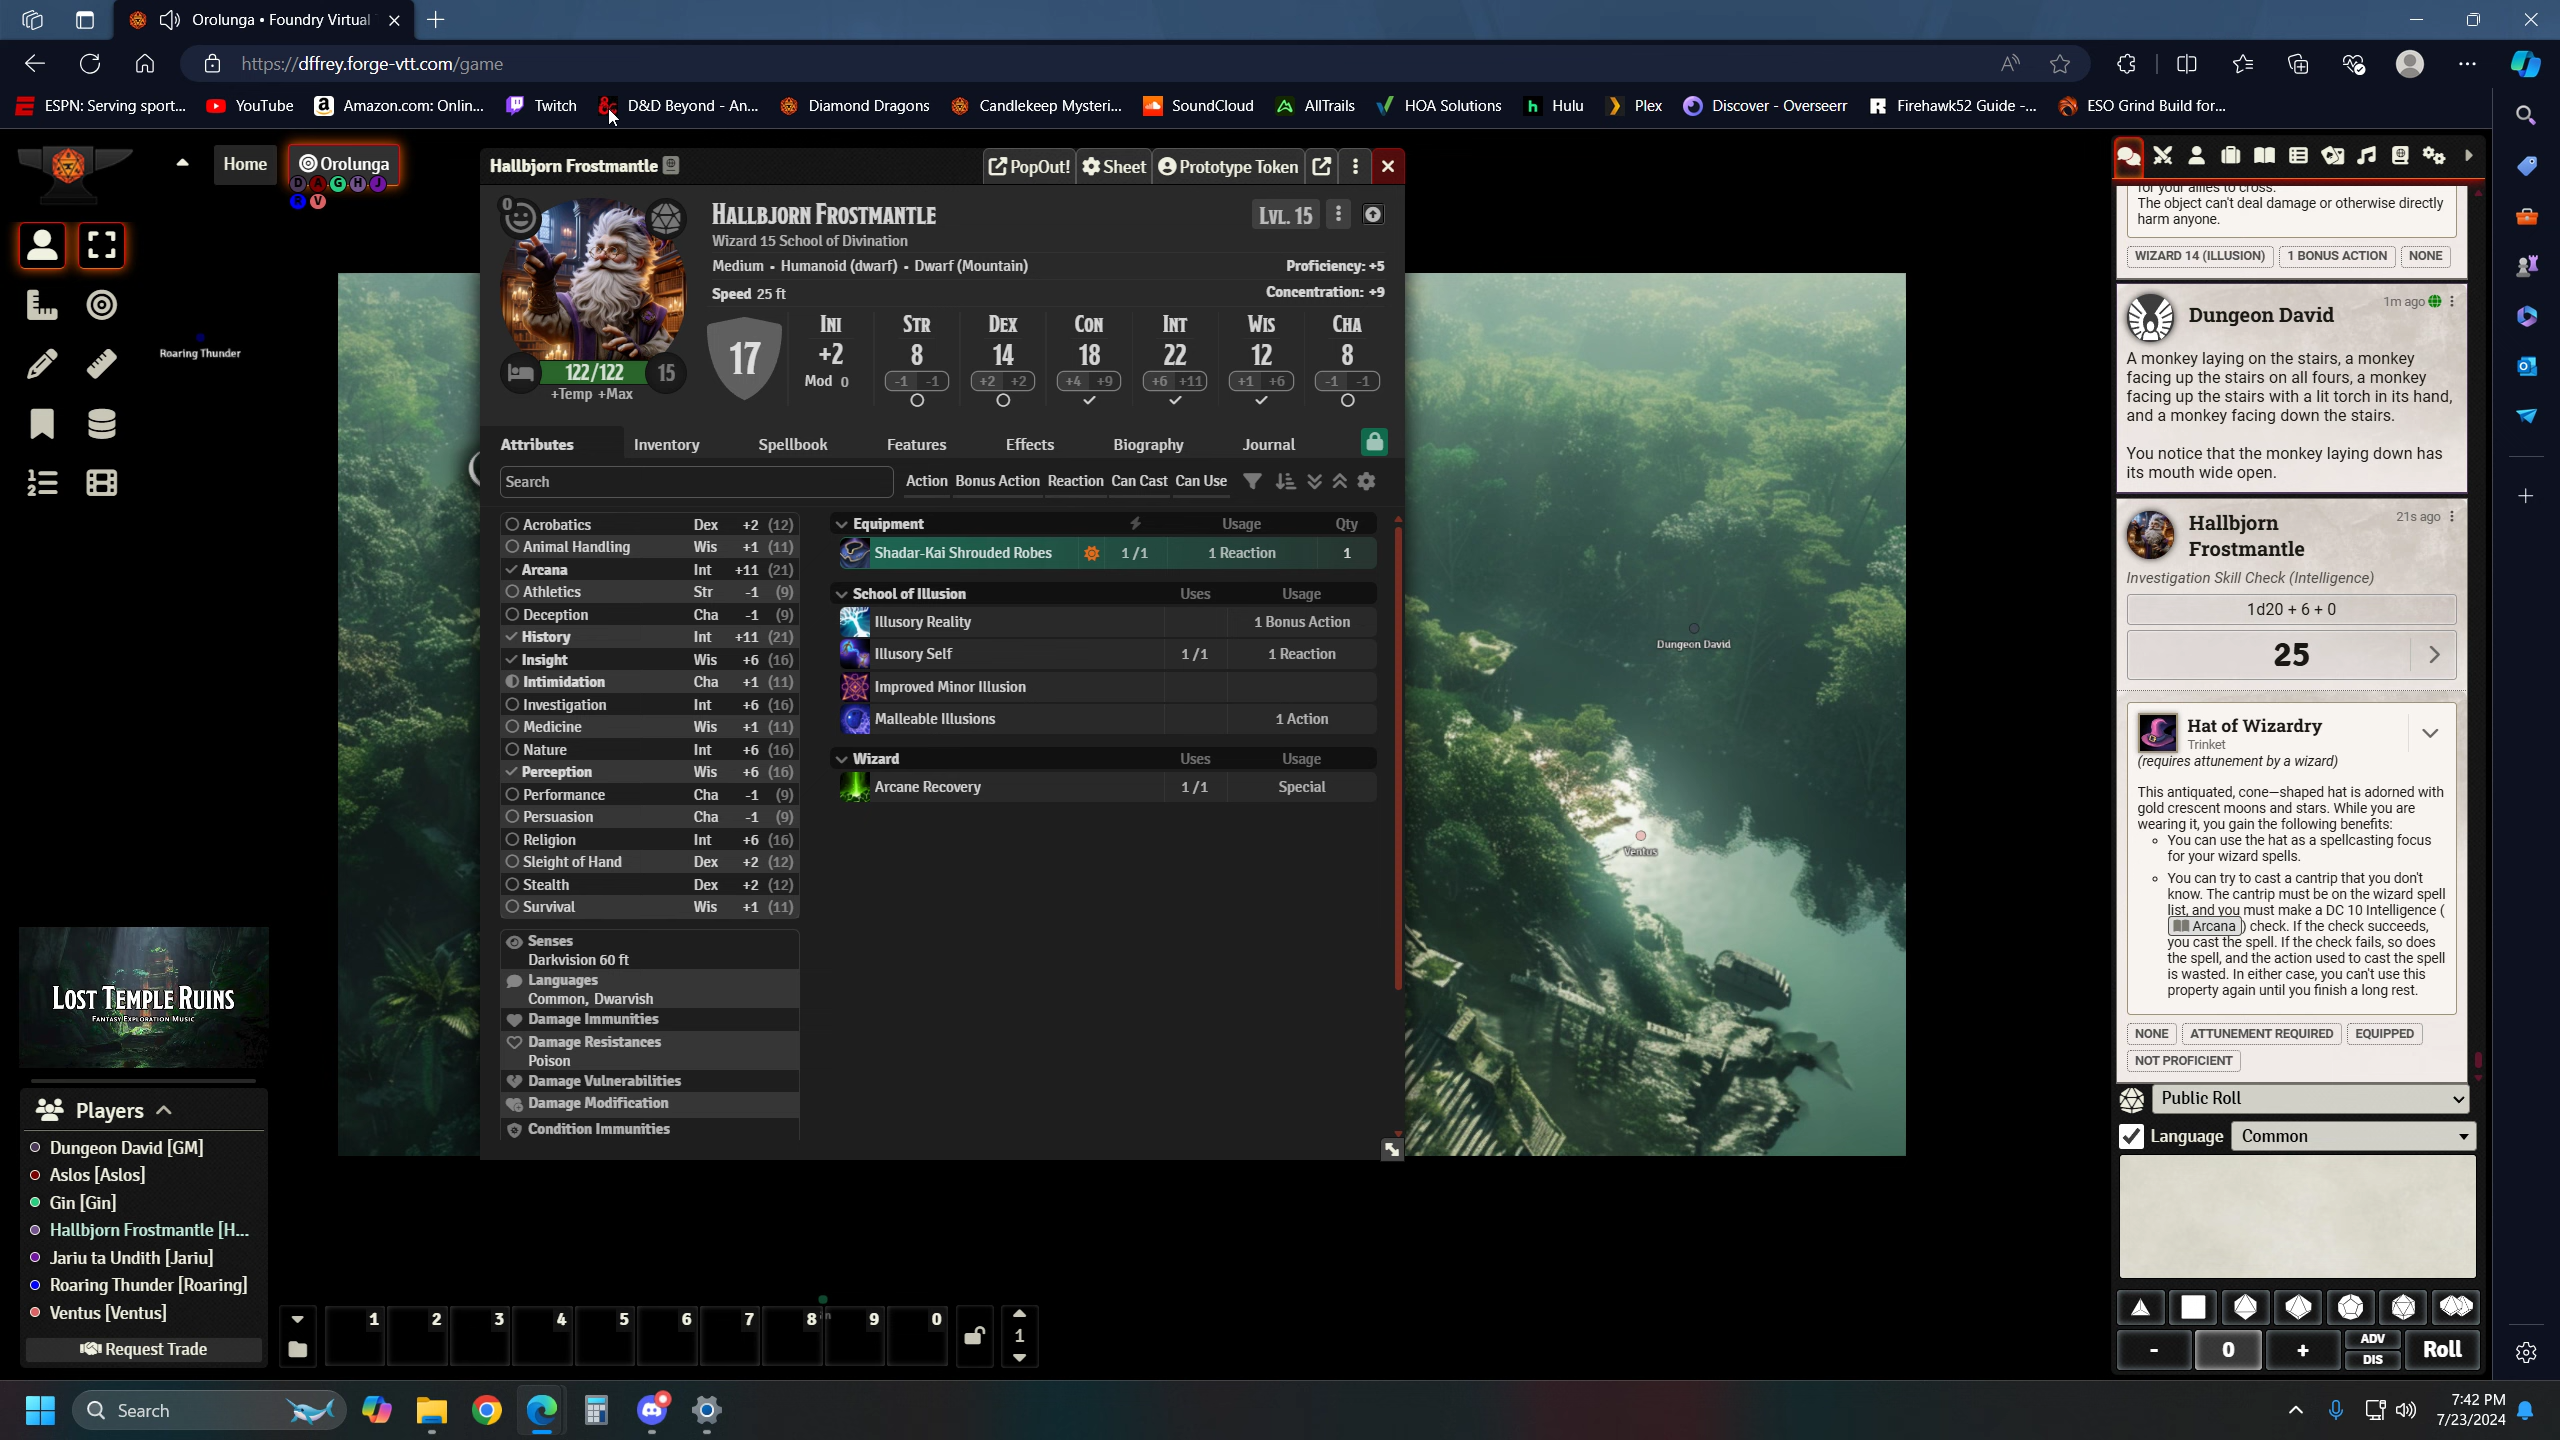 Orolunga • Foundry Virtual
https://dffrey.forge-vtt.com/game
ESPN: Serving sport...
YouTube
Amazon.com: Onlin...
Twitch
D&D Beyond - An...
Diamond Dragons
Candlekeep Mysteri...
SoundCloud
AllTrails
HOA Solutions
Hulu
Plex
Discover - Overseerr
Firehawk52 Guide -...
ESO Grind Build for...
Home
Orolunga
D A G H J
R V
Roaring Thunder
Hallbjorn Frostmantle
PopOut!
Sheet
Prototype Token
0
Hallbjorn Frostmantle
Lvl. 15
Wizard 15 School of Divination
Medium • Humanoid (dwarf) • Dwarf (Mountain)
Proficiency: +5
Speed 25 ft
Concentration: +9
122/122
15
+Temp +Max
17
Ini Str Dex Con Int Wis Cha
+2 8 14 18 22 12 8
Mod 0 -1 -1 +2 +2 +4 +9 +6 +11 +1 +6 -1 -1
Attributes Inventory Spellbook Features Effects Biography Journal
Search
Action Bonus Action Reaction Can Cast Can Use
Acrobatics Dex +2 (12)
Animal Handling Wis +1 (11)
Arcana Int +11 (21)
Athletics Str -1 (9)
Deception Cha -1 (9)
History Int +11 (21)
Insight Wis +6 (16)
Intimidation Cha +1 (11)
Investigation Int +6 (16)
Medicine Wis +1 (11)
Nature Int +6 (16)
Perception Wis +6 (16)
Performance Cha -1 (9)
Persuasion Cha -1 (9)
Religion Int +6 (16)
Sleight of Hand Dex +2 (12)
Stealth Dex +2 (12)
Survival Wis +1 (11)
Senses
Darkvision 60 ft
Languages
Common, Dwarvish
Damage Immunities
Damage Resistances
Poison
Damage Vulnerabilities
Damage Modification
Condition Immunities
Equipment Usage Qty
Shadar-Kai Shrouded Robes 1/1 1 Reaction 1
School of Illusion Uses Usage
Illusory Reality 1 Bonus Action
Illusory Self 1/1 1 Reaction
Improved Minor Illusion
Malleable Illusions 1 Action
Wizard Uses Usage
Arcane Recovery 1/1 Special
Dungeon David
Ventus
for your allies to cross.
The object can't deal damage or otherwise directly
harm anyone.
WIZARD 14 (ILLUSION) 1 BONUS ACTION NONE
Dungeon David
1m ago
A monkey laying on the stairs, a monkey
facing up the stairs on all fours, a monkey
facing up the stairs with a lit torch in its hand,
and a monkey facing down the stairs.
You notice that the monkey laying down has
its mouth wide open.
Hallbjorn
Frostmantle
21s ago
Investigation Skill Check (Intelligence)
1d20 + 6 + 0
25
Hat of Wizardry
Trinket
(requires attunement by a wizard)
This antiquated, cone—shaped hat is adorned with
gold crescent moons and stars. While you are
wearing it, you gain the following benefits:
You can use the hat as a spellcasting focus
for your wizard spells.
You can try to cast a cantrip that you don't
know. The cantrip must be on the wizard spell
list, and you must make a DC 10 Intelligence (
Arcana) check. If the check succeeds,
you cast the spell. If the check fails, so does
the spell, and the action used to cast the spell
is wasted. In either case, you can't use this
property again until you finish a long rest.
NONE ATTUNEMENT REQUIRED EQUIPPED
NOT PROFICIENT
Public Roll
Language Common
- 0 + ADV DIS Roll
Lost Temple Ruins
Fantasy Exploration Music
Players
Dungeon David [GM]
Aslos [Aslos]
Gin [Gin]
Hallbjorn Frostmantle [H...
Jariu ta Undith [Jariu]
Roaring Thunder [Roaring]
Ventus [Ventus]
Request Trade
1 2 3 4 5 6 7 8 9 0
1
Search
7:42 PM
7/23/2024